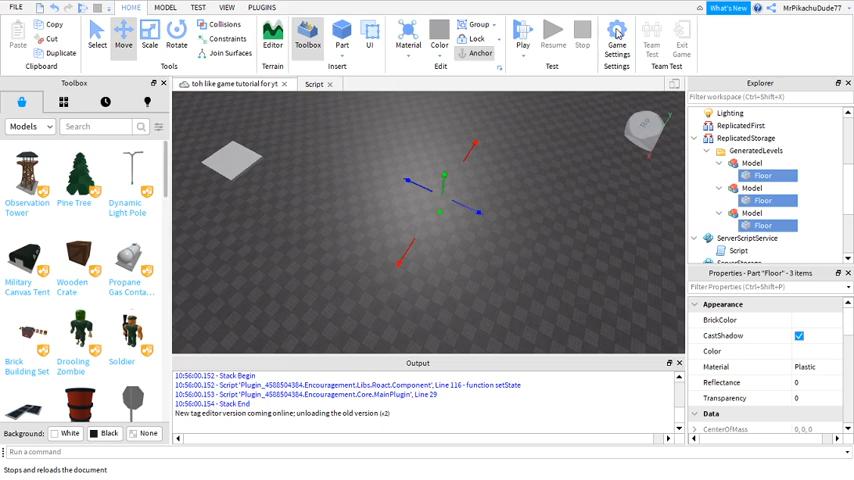 FILE HOME MODEL TEST VIEW PLUGINS What's New MrPikachuDude77
Paste Cut Copy Duplicate Clipboard
Select Move Scale Rotate Collisions Constraints Join Surfaces Tools
Editor Terrain
Toolbox Part UI Insert
Material Color Group Lock Anchor Edit
Play Resume Stop Test
Game Settings Settings
Team Test Exit Game Team Test
Toolbox
Models Search
Observation Tower
Pine Tree
Dynamic Light Pole
Military Canvas Tent
Wooden Crate
Propane Gas Conta...
Brick Building Set
Drooling Zombie
Soldier
Background: White Black None
toh like game tutorial for yt Script
TOP
Output
10:56:00.152 - Stack Begin
10:56:00.152 - Script 'Plugin_4588504384.Encouragement.Libs.Roact.Component', Line 116 - function setState
10:56:00.153 - Script 'Plugin_4588504384.Encouragement.Core.MainPlugin', Line 29
10:56:00.154 - Stack End
New tag editor version coming online; unloading the old version (x2)
Explorer
Filter workspace (Ctrl+Shift+X)
Lighting
ReplicatedFirst
ReplicatedStorage
GeneratedLevels
Model
Floor
Model
Floor
Model
Floor
ServerScriptService
Script
Properties - Part "Floor" - 3 items
Filter Properties (Ctrl+Shift+P)
Appearance
BrickColor
CastShadow
Color
Material Plastic
Reflectance 0
Transparency 0
Data
CenterOfMass 0, 0, 0
Run a command
Stops and reloads the document